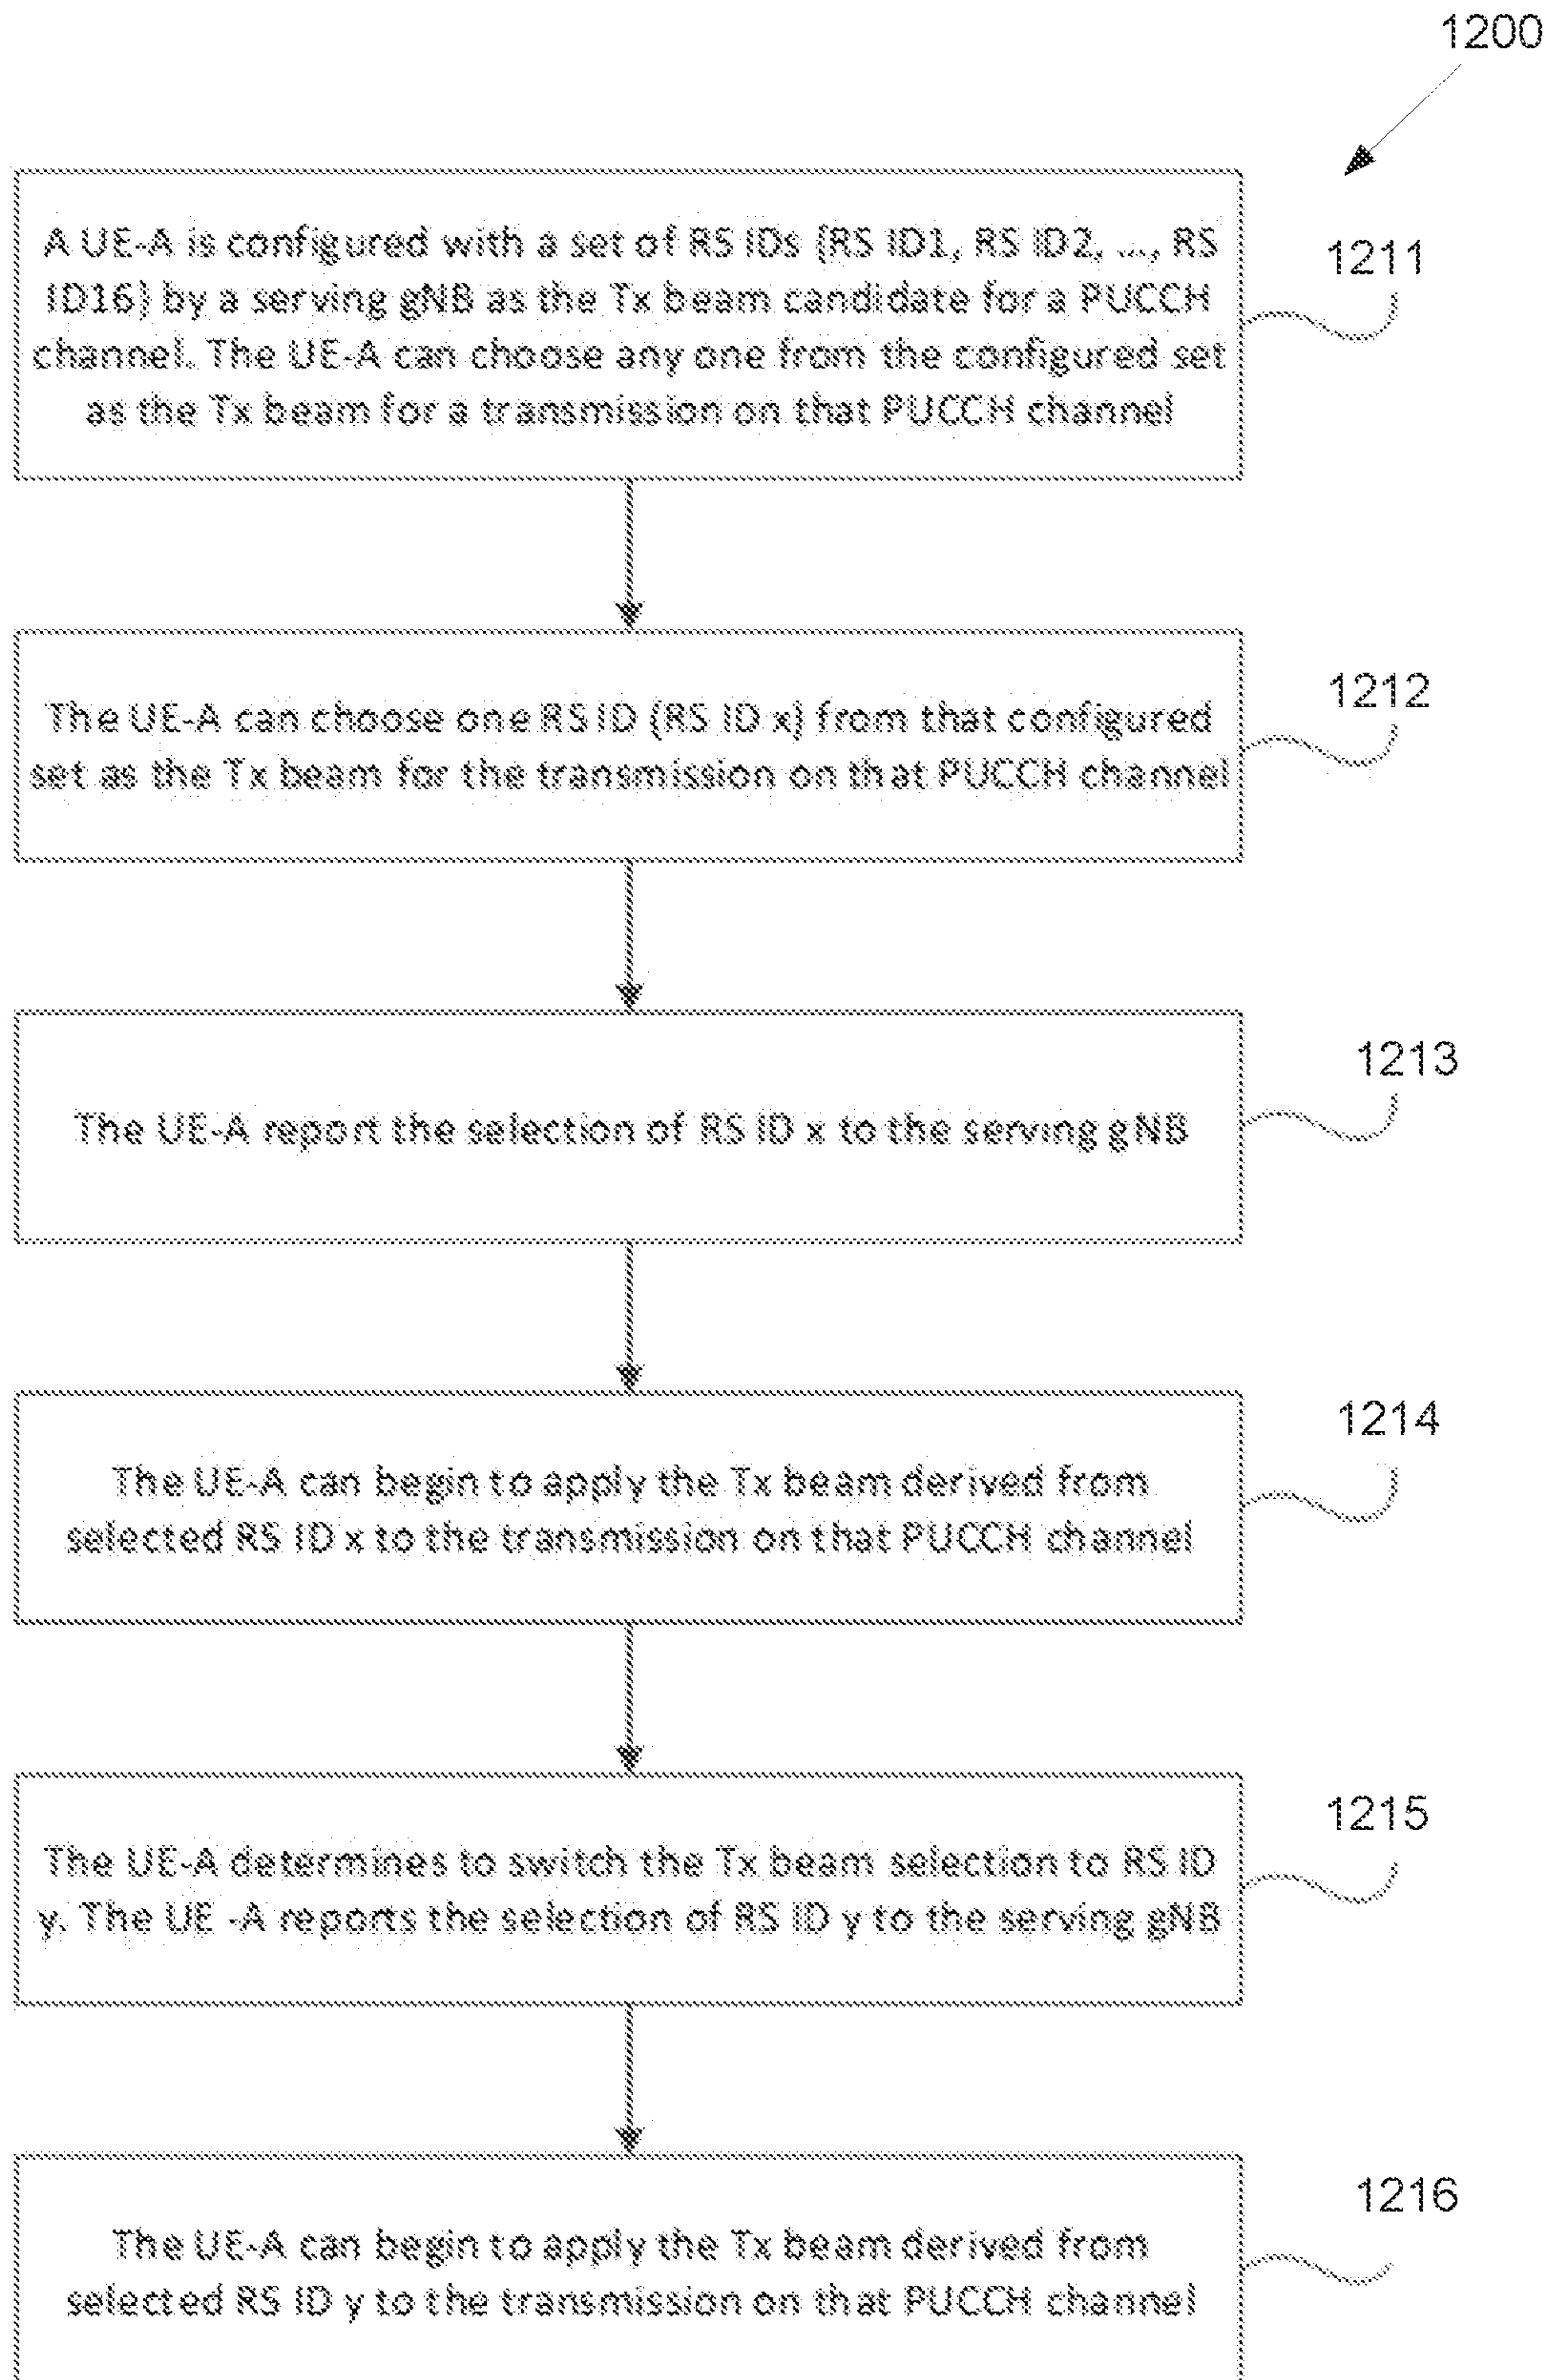 1200
A UE-A is configured with a set of RS IDs {RS ID1, RS ID2, ..., RS
ID16} by a serving gNB as the Tx beam candidate for a PUCCH
channel. The UE-A can choose any one from the configured set
as the Tx beam for a transmission on that PUCCH channel
1211
The UE-A can choose one RS ID (RS ID x) from that configured
set as the Tx beam for the transmission on that PUCCH channel
1212
The UE-A report the selection of RS ID x to the serving gNB
1213
The UE-A can begin to apply the Tx beam derived from
selected RS ID x to the transmission on that PUCCH channel
1214
The UE-A determines to switch the Tx beam selection to RS ID
y. The UE -A reports the selection of RS ID y to the serving gNB
1215
The UE-A can begin to apply the Tx beam derived from
selected RS ID y to the transmission on that PUCCH channel
1216